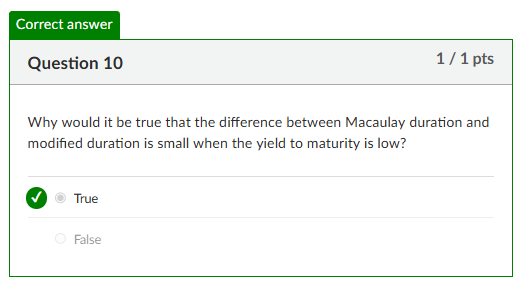 Correct answer
Question 10
1 / 1 pts
Why would it be true that the difference between Macaulay duration and
modified duration is small when the yield to maturity is low?
True
False